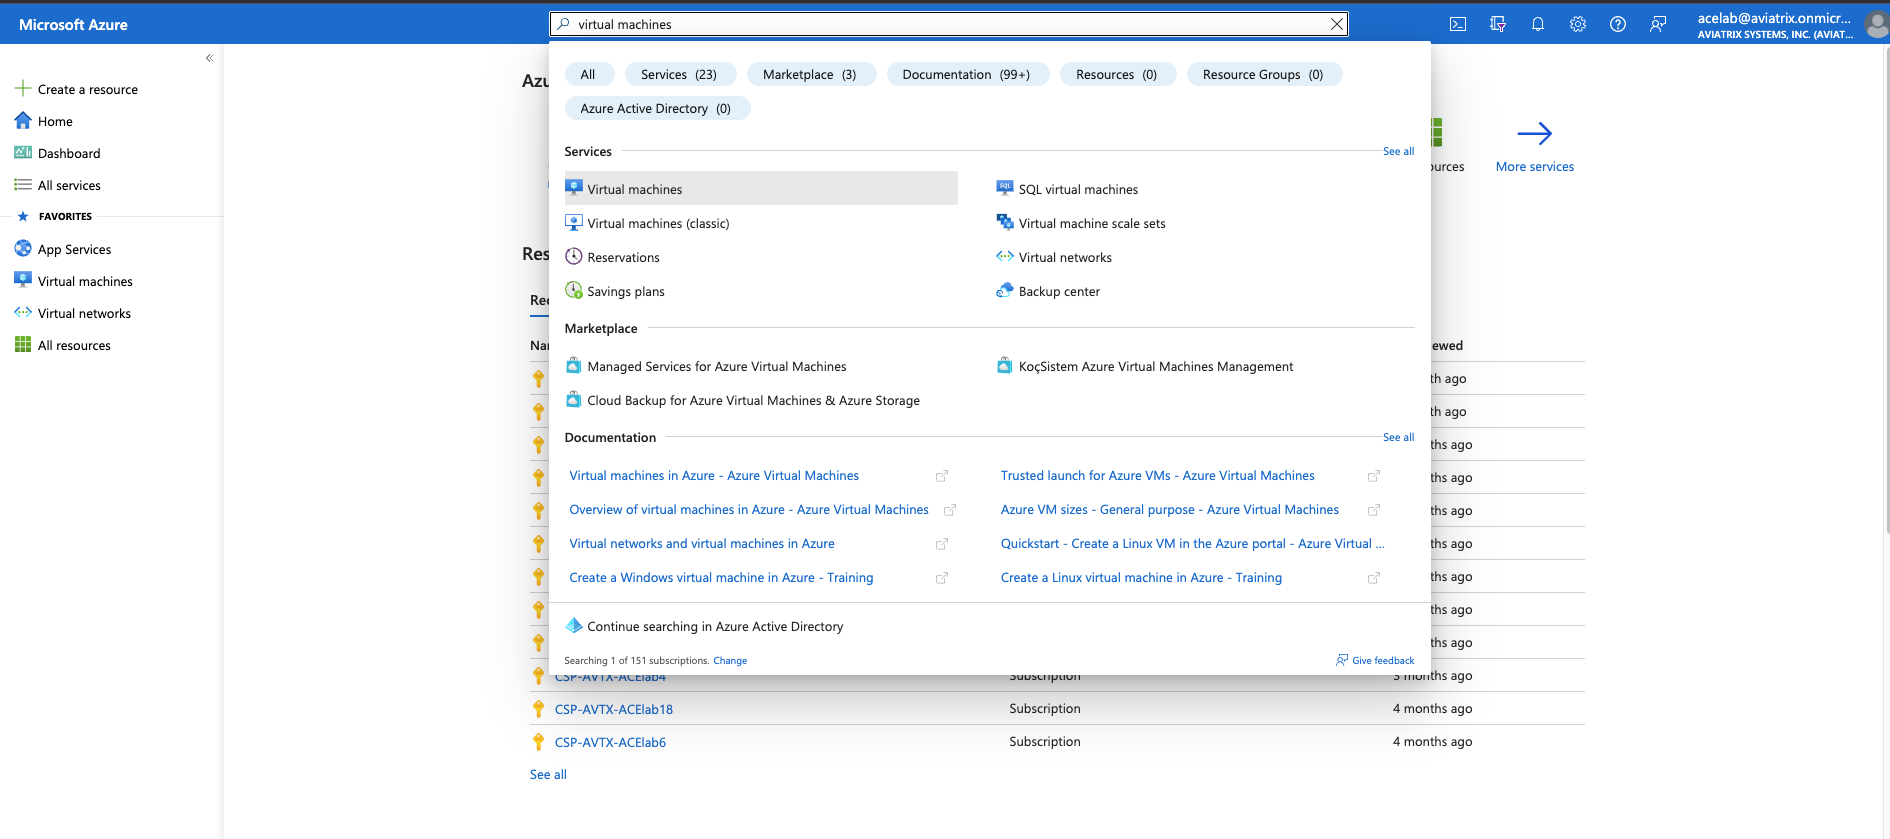 Microsoft Azure
virtual machines
acelab@aviatrix.onmicr...
AVIATRIX SYSTEMS, INC. (AVIAT...
Create a resource
Home
Dashboard
All services
FAVORITES
App Services
Virtual machines
Virtual networks
All resources
Azu
All
Services (23)
Marketplace (3)
Documentation (99+)
Resources (0)
Resource Groups (0)
Azure Active Directory (0)
Services
See all
Virtual machines
SQL virtual machines
Virtual machines (classic)
Virtual machine scale sets
Reservations
Virtual networks
Savings plans
Backup center
Marketplace
Managed Services for Azure Virtual Machines
KoçSistem Azure Virtual Machines Management
Cloud Backup for Azure Virtual Machines & Azure Storage
Documentation
See all
Virtual machines in Azure - Azure Virtual Machines
Trusted launch for Azure VMs - Azure Virtual Machines
Overview of virtual machines in Azure - Azure Virtual Machines
Azure VM sizes - General purpose - Azure Virtual Machines
Virtual networks and virtual machines in Azure
Quickstart - Create a Linux VM in the Azure portal - Azure Virtual ...
Create a Windows virtual machine in Azure - Training
Create a Linux virtual machine in Azure - Training
Continue searching in Azure Active Directory
Searching 1 of 151 subscriptions. Change
Give feedback
ources
More services
Res
Rec
Nar
ewed
th ago
th ago
ths ago
ths ago
ths ago
ths ago
ths ago
ths ago
ths ago
CSP-AVTX-ACElab4
Subscription
3 months ago
CSP-AVTX-ACElab18
Subscription
4 months ago
CSP-AVTX-ACElab6
Subscription
4 months ago
See all